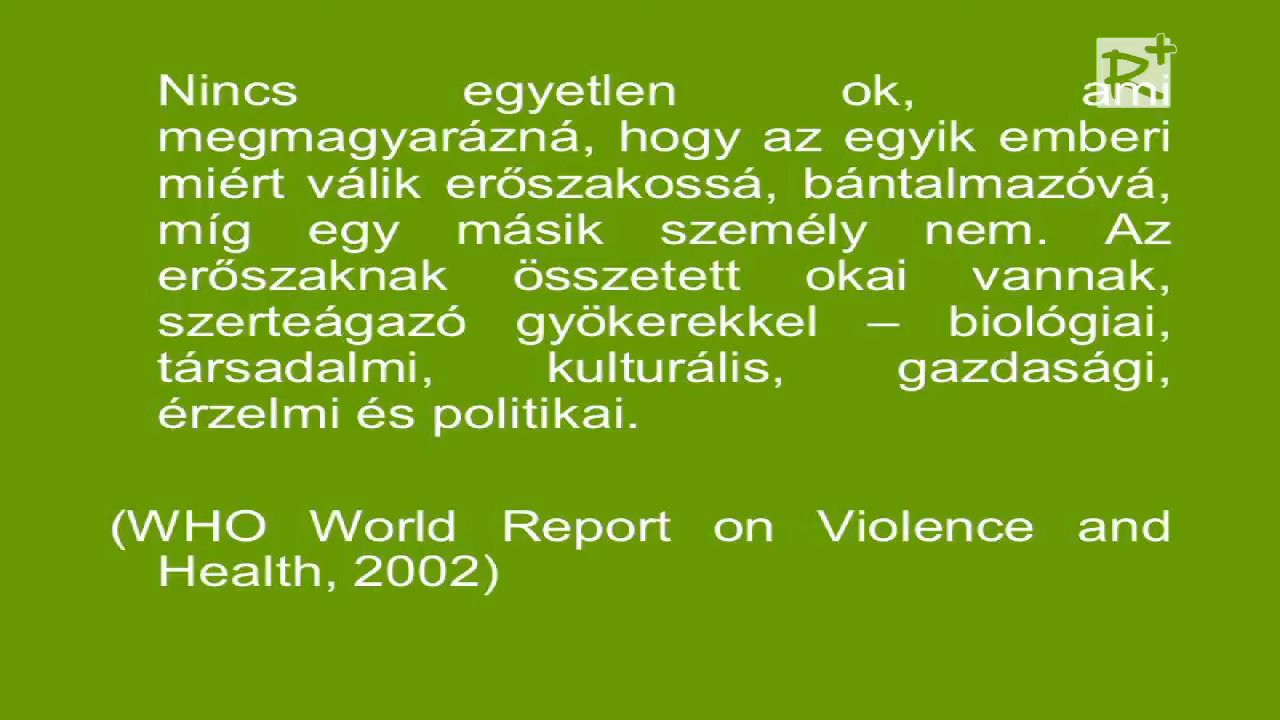 Nincs egyetlen ok, ami
megmagyarázná, hogy az egyik emberi
miért válik erőszakossá, bántalmazóvá,
míg egy másik személy nem. Az
erőszaknak összetett okai vannak,
szerteágazó gyökerekkel – biológiai,
társadalmi, kulturális, gazdasági,
érzelmi és politikai.
(WHO World Report on Violence and
Health, 2002)
R+